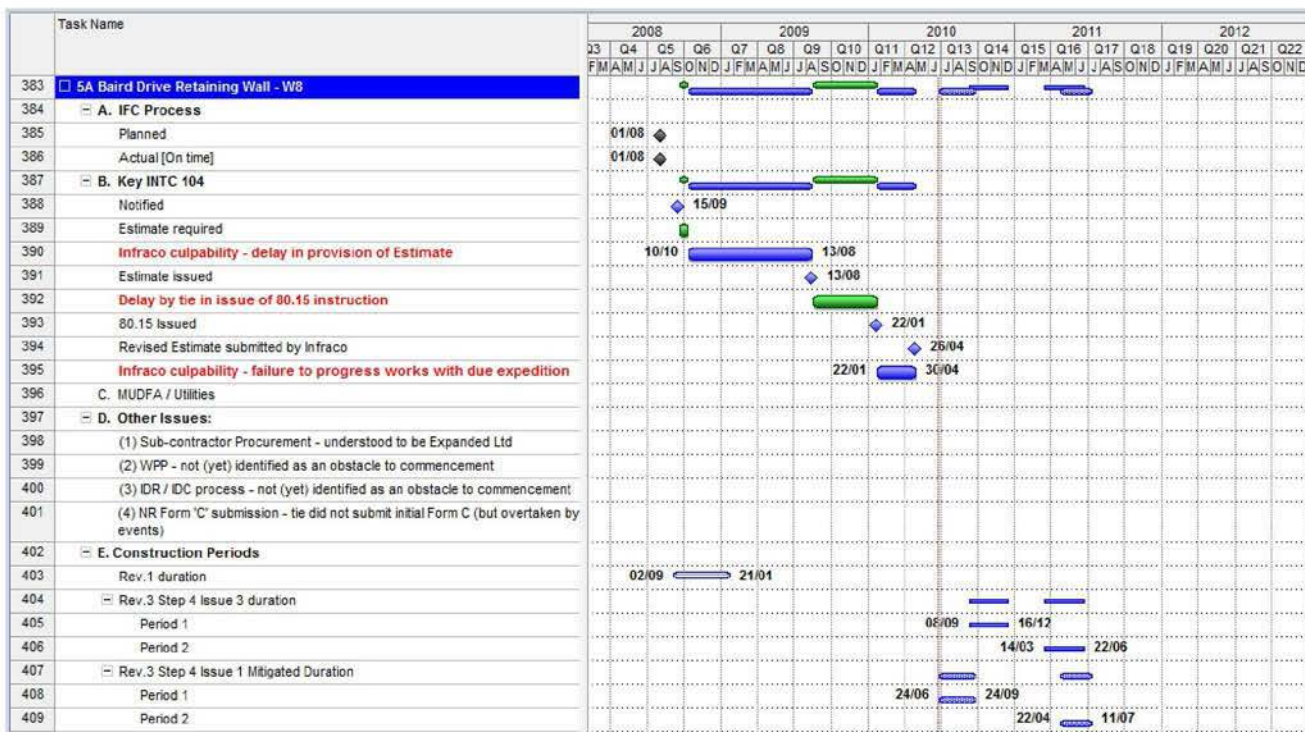 Task Name
2008 2009 2010 2011 2012
Q3 Q4 Q5 Q6 Q7 Q8 Q9 Q10 Q11 Q12 Q13 Q14 Q15 Q16 Q17 Q18 Q19 Q20 Q21 Q22
F M A M J J A S O N D J F M A M J J A S O N D J F M A M J J A S O N D J F M A M J J A S O N D J F M A M J J A S O N D
383 5A Baird Drive Retaining Wall - W8
384 A. IFC Process
385 Planned 01/08
386 Actual [On time] 01/08
387 B. Key INTC 104
388 Notified 15/09
389 Estimate required
390 Infraco culpability - delay in provision of Estimate 10/10 13/08
391 Estimate issued 13/08
392 Delay by tie in issue of 80.15 instruction
393 80.15 Issued 22/01
394 Revised Estimate submitted by Infraco 26/04
395 Infraco culpability - failure to progress works with due expedition 22/01 30/04
396 C. MUDFA / Utilities
397 D. Other Issues:
398 (1) Sub-contractor Procurement - understood to be Expanded Ltd
399 (2) WPP - not (yet) identified as an obstacle to commencement
400 (3) IDR / IDC process - not (yet) identified as an obstacle to commencement
401 (4) NR Form 'C' submission - tie did not submit initial Form C (but overtaken by
events)
402 E. Construction Periods
403 Rev.1 duration 02/09 21/01
404 Rev.3 Step 4 Issue 3 duration
405 Period 1 08/09 16/12
406 Period 2 14/03 22/06
407 Rev.3 Step 4 Issue 1 Mitigated Duration
408 Period 1 24/06 24/09
409 Period 2 22/04 11/07